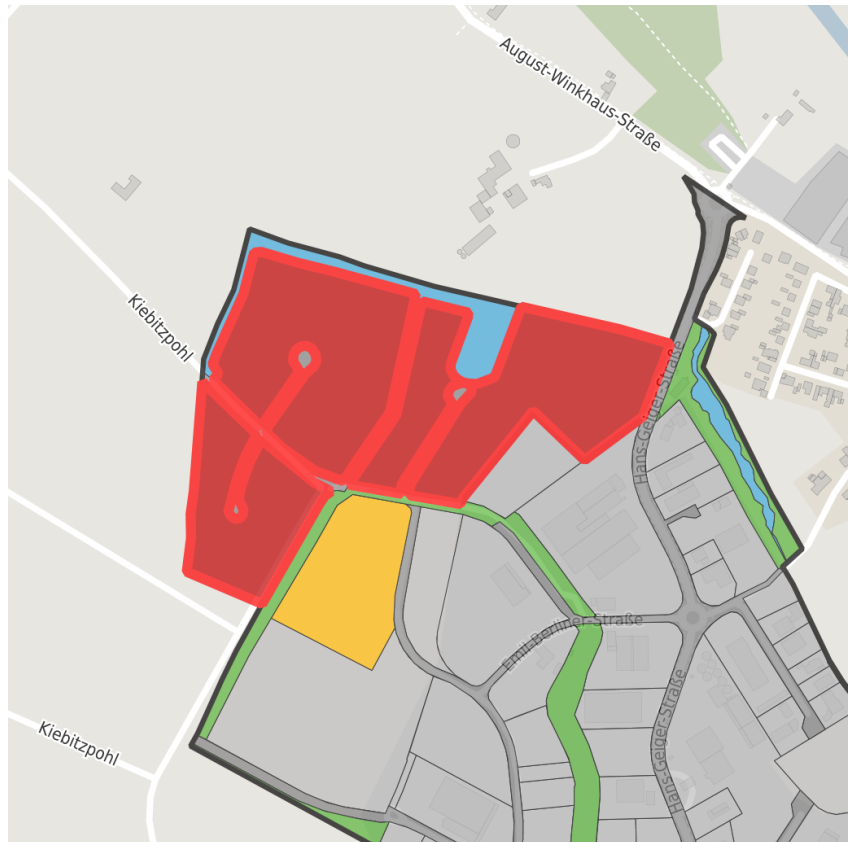 August-Winkhaus-Straße
Kiebitzpohl
Hans-Geiger-Straße
Emil-Berliner-Straße
Kiebitzpohl
Hans-Geiger-Straße